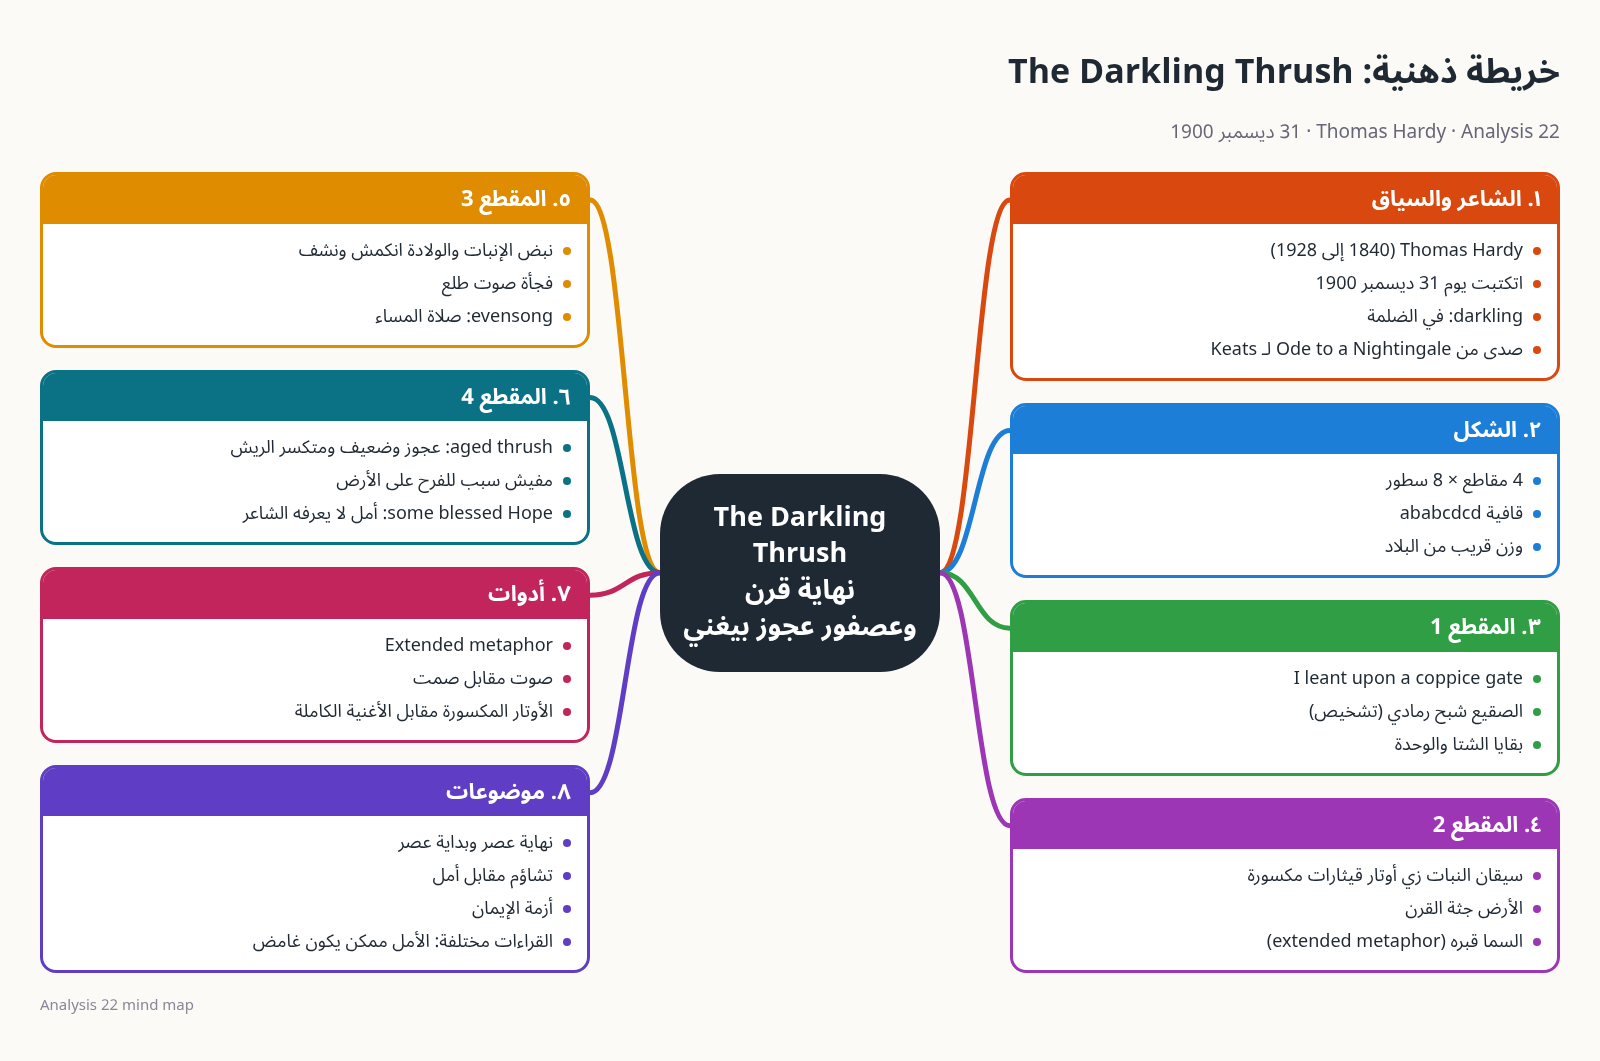 خريطة ذهنية: The Darkling Thrush
Thomas Hardy · Analysis 22 · 31 ديسمبر 1900
١. الشاعر والسياق
Thomas Hardy (1840 إلى 1928)
اتكتبت يوم 31 ديسمبر 1900
darkling: في الضلمة
صدى من Ode to a Nightingale لـ Keats
٢. الشكل
4 مقاطع × 8 سطور
قافية ababcdcd
وزن قريب من البلاد
٣. المقطع 1
I leant upon a coppice gate
الصقيع شبح رمادي (تشخيص)
بقايا الشتا والوحدة
٤. المقطع 2
سيقان النبات زي أوتار قيثارات مكسورة
الأرض جثة القرن
السما قبره (extended metaphor)
The Darkling
Thrush
نهاية قرن
وعصفور عجوز بيغني
٥. المقطع 3
نبض الإنبات والولادة انكمش ونشف
فجأة صوت طلع
evensong: صلاة المساء
٦. المقطع 4
aged thrush: عجوز وضعيف ومتكسر الريش
مفيش سبب للفرح على الأرض
some blessed Hope: أمل لا يعرفه الشاعر
٧. أدوات
Extended metaphor
صوت مقابل صمت
الأوتار المكسورة مقابل الأغنية الكاملة
٨. موضوعات
نهاية عصر وبداية عصر
تشاؤم مقابل أمل
أزمة الإيمان
القراءات مختلفة: الأمل ممكن يكون غامض
Analysis 22 mind map